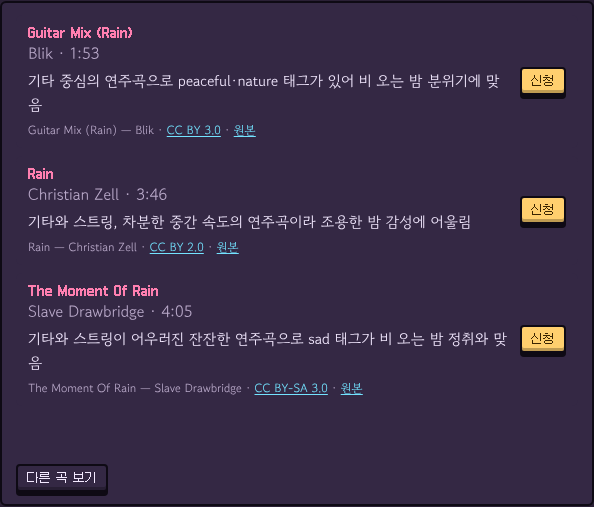 Guitar Mix (Rain)
Blik · 1:53
기타 중심의 연주곡으로 peaceful·nature 태그가 있어 비 오는 밤 분위기에 맞
음
신청
Guitar Mix (Rain) — Blik · CC BY 3.0 · 원본
Rain
Christian Zell · 3:46
기타와 스트링, 차분한 중간 속도의 연주곡이라 조용한 밤 감성에 어울림
신청
Rain — Christian Zell · CC BY 2.0 · 원본
The Moment Of Rain
Slave Drawbridge · 4:05
기타와 스트링이 어우러진 잔잔한 연주곡으로 sad 태그가 비 오는 밤 정취와 맞
음
신청
The Moment Of Rain — Slave Drawbridge · CC BY-SA 3.0 · 원본
다른 곡 보기